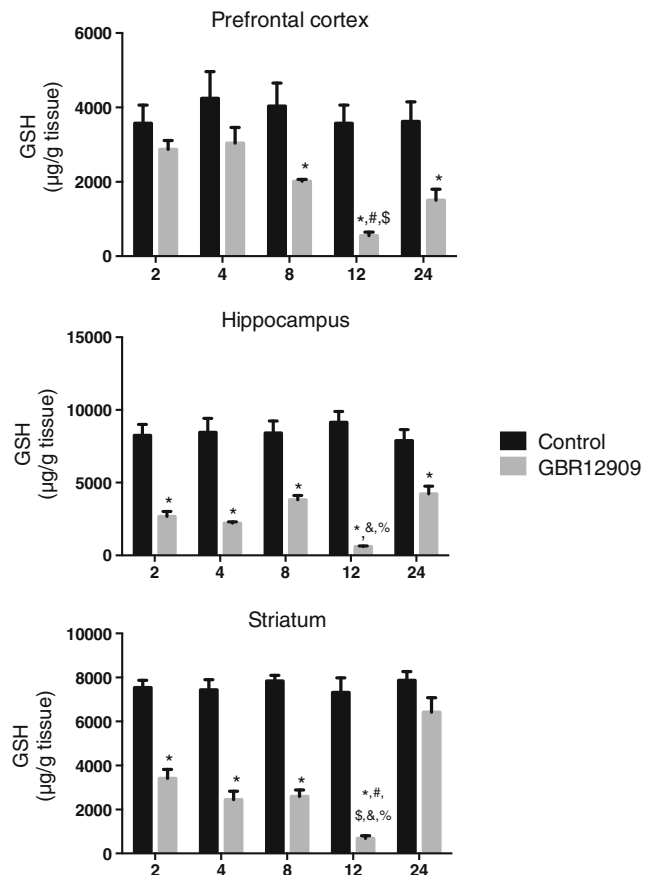 Prefrontal cortex
GSH
(µg/g tissue)
6000
4000
2000
0
*
*,#,$
*
2 4 8 12 24
Hippocampus
GSH
(µg/g tissue)
15000
10000
5000
0
*
*
*
*,&,%
*
2 4 8 12 24
Control
GBR12909
Striatum
GSH
(µg/g tissue)
10000
8000
6000
4000
2000
0
*
*
*
*,#,
$,&,%
2 4 8 12 24